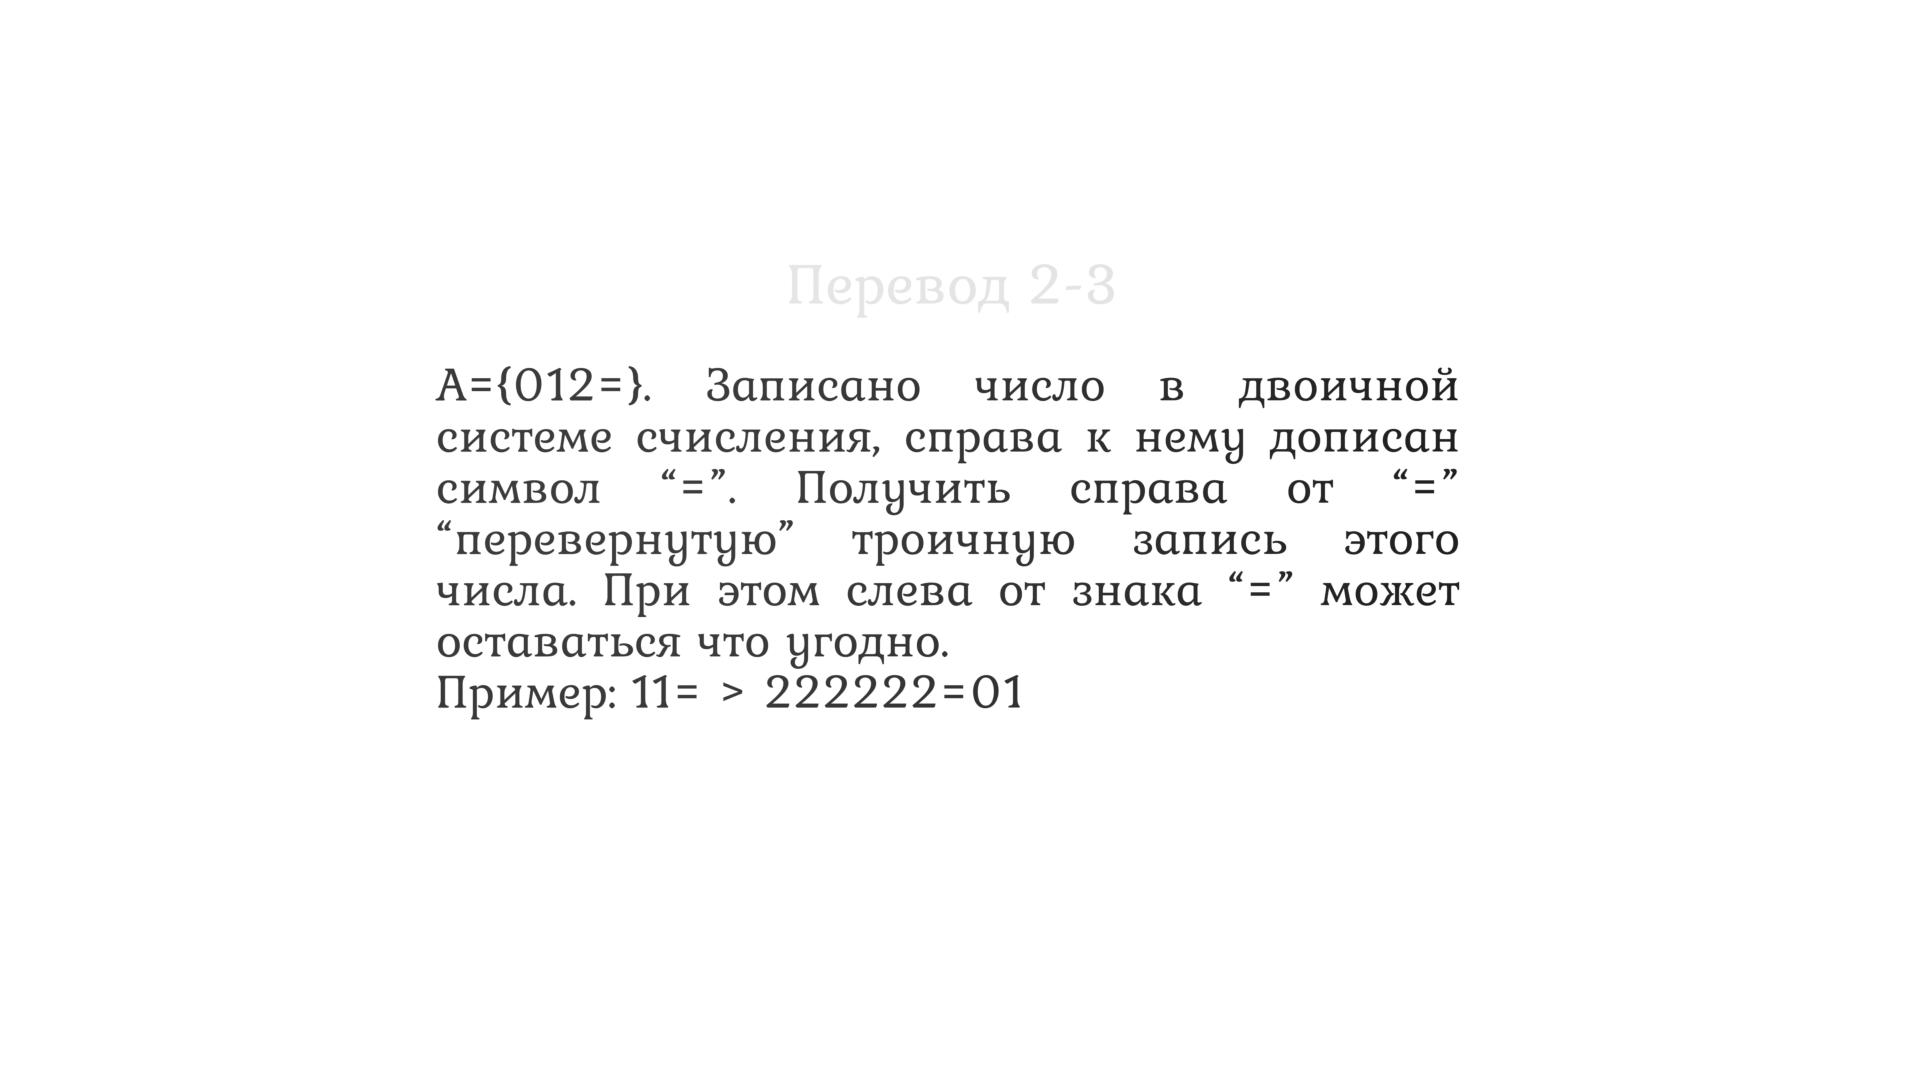 Перевод 2-3
A={012=}. Записано число в двоичной
системе счисления, справа к нему дописан
символ “=”. Получить справа от “=”
“перевернутую” троичную запись этого
числа. При этом слева от знака “=” может
оставаться что угодно.
Пример: 11= > 222222=01